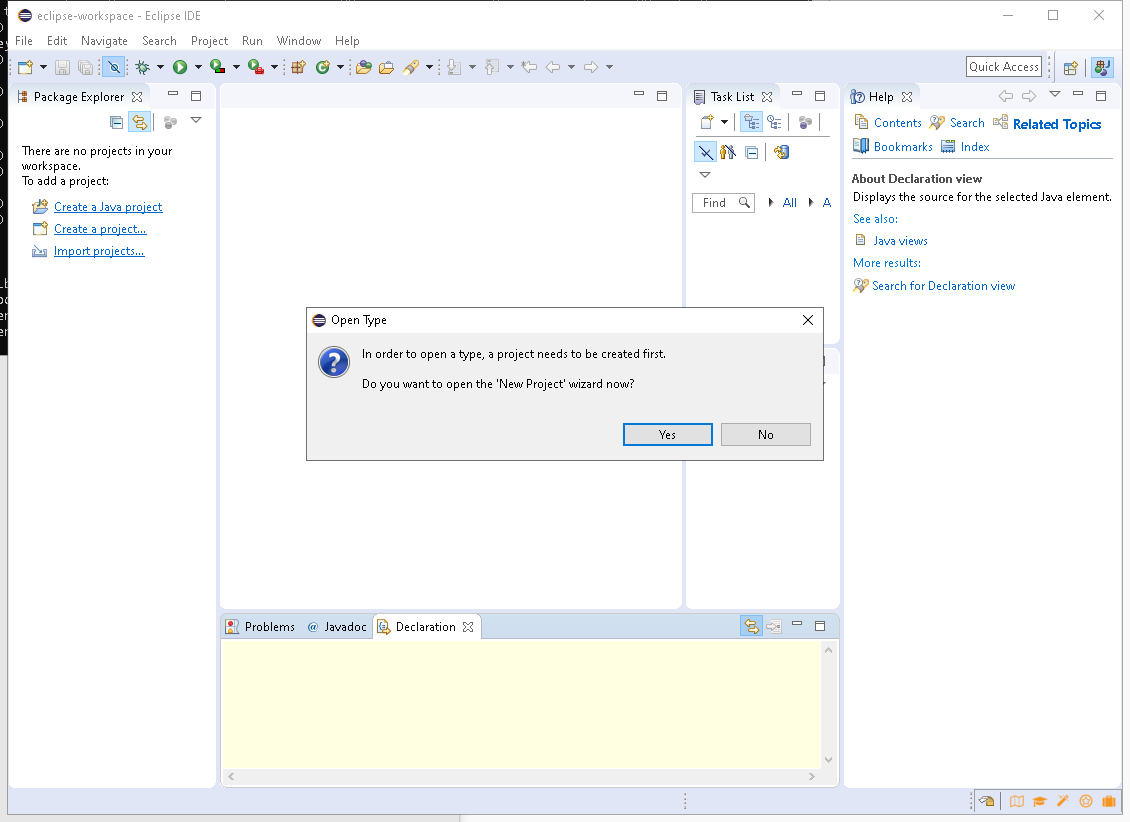 eclipse-workspace - Eclipse IDE
File Edit Navigate Search Project Run Window Help
Quick Access
Package Explorer
There are no projects in your
workspace.
To add a project:
Create a Java project
Create a project...
Import projects...
Task List
Find All A
Help
Contents Search Related Topics
Bookmarks Index
About Declaration view
Displays the source for the selected Java element.
See also:
Java views
More results:
Search for Declaration view
Open Type
In order to open a type, a project needs to be created first.
Do you want to open the 'New Project' wizard now?
Yes No
Problems @ Javadoc Declaration